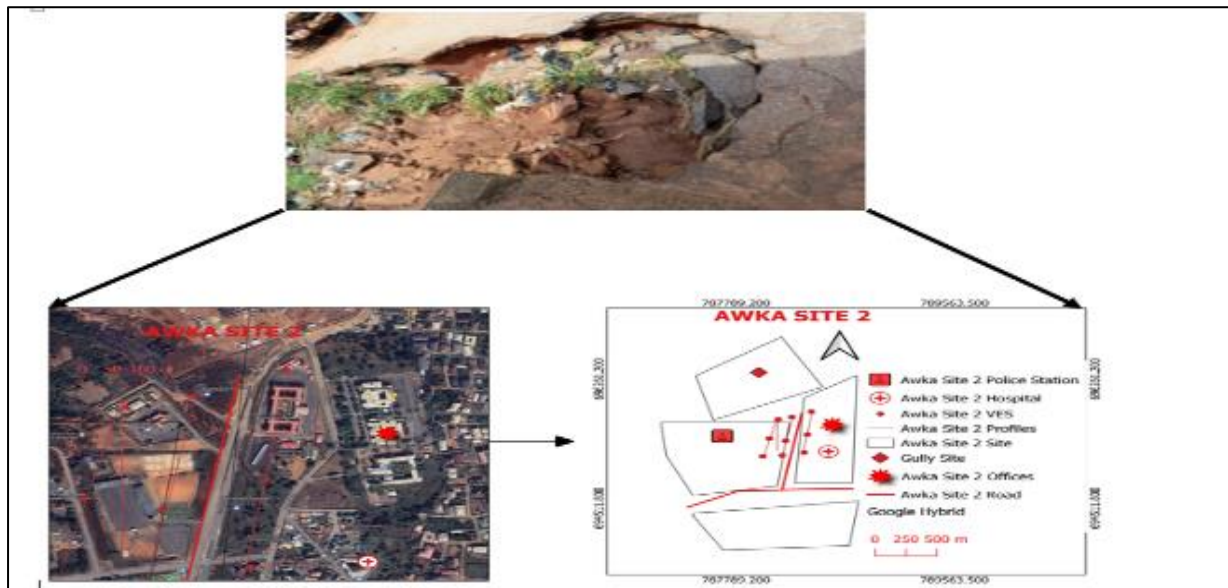 AWKA SITE 2
787789.200 789563.500
AWKA SITE 2
Awka Site 2 Police Station
Awka Site 2 Hospital
Awka Site 2 VES
Awka Site 2 Profiles
Awka Site 2 Site
Gully Site
Awka Site 2 Offices
Awka Site 2 Road
Google Hybrid
0 250 500 m
787789.200 789563.500